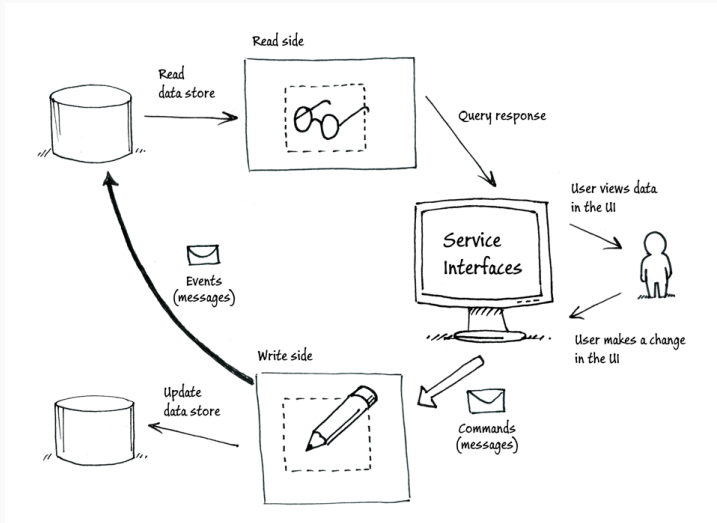 Read side
Read
data store
Query response
User views data
in the UI
Service
Interfaces
Events
(messages)
User makes a change
in the UI
Write side
Update
data store
Commands
(messages)